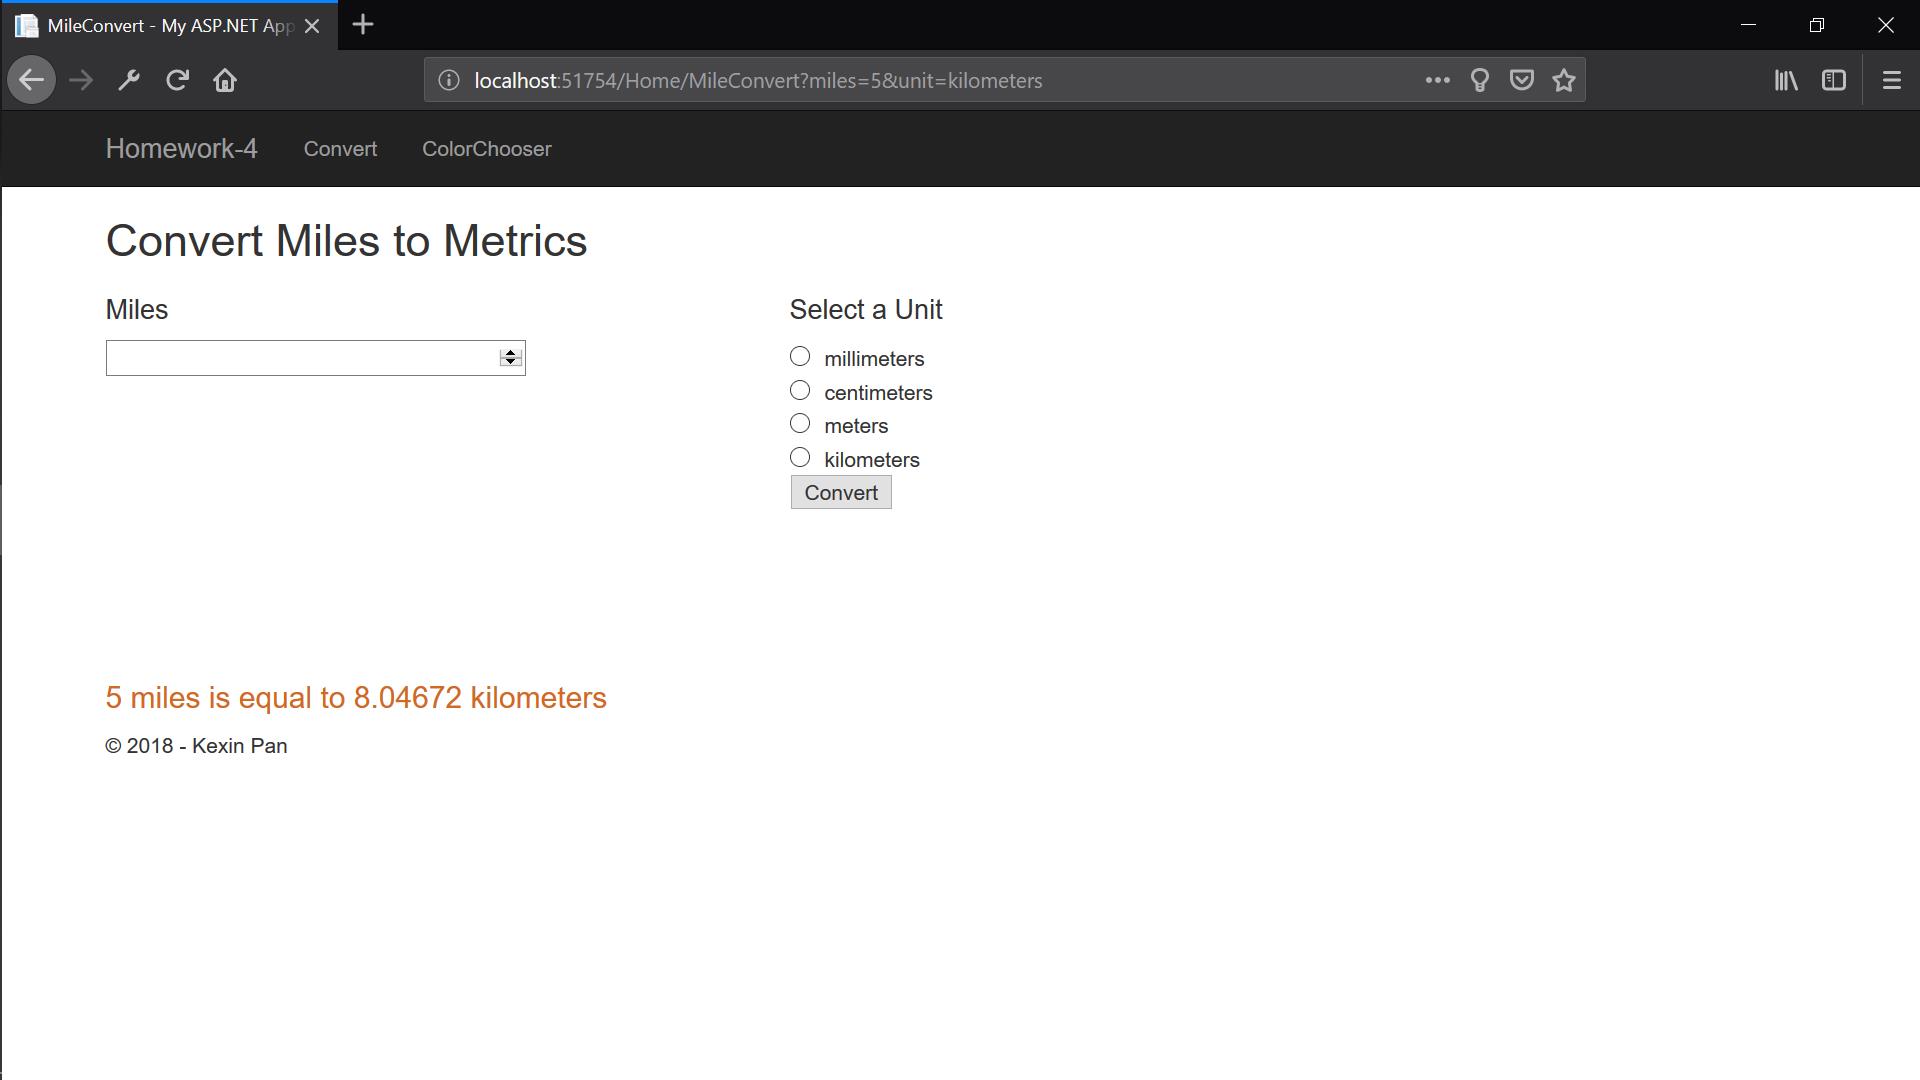 MileConvert - My ASP.NET App
localhost:51754/Home/MileConvert?miles=5&unit=kilometers
Homework-4 Convert ColorChooser
Convert Miles to Metrics
Miles
Select a Unit
millimeters
centimeters
meters
kilometers
Convert
5 miles is equal to 8.04672 kilometers
© 2018 - Kexin Pan